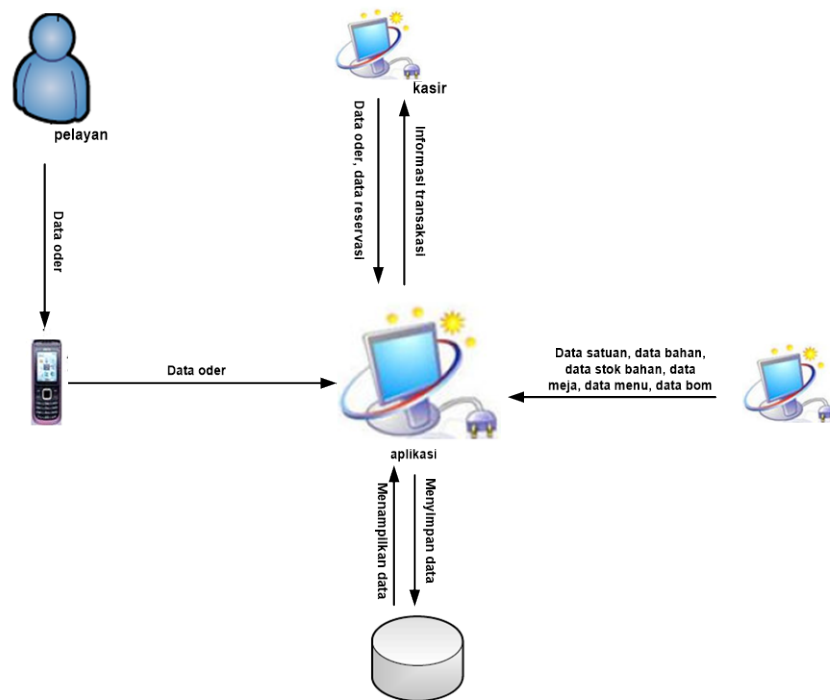 pelayan
kasir
Data oder
Data oder, data reservasi
Informasi transakasi
Data oder
Data satuan, data bahan,
data stok bahan, data
meja, data menu, data bom
aplikasi
Menampilkan data
Menyimpan data